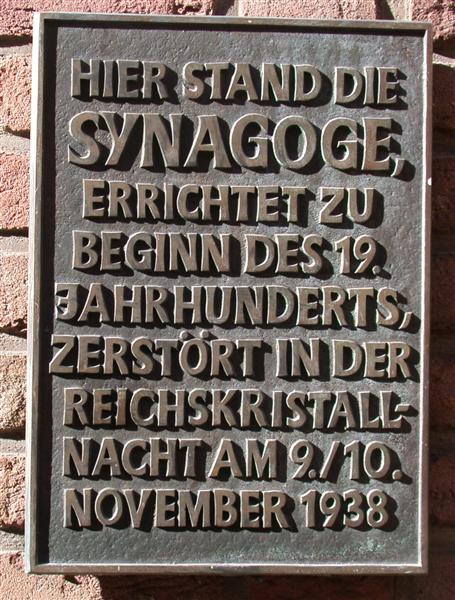 HIER STAND DIE
SYNAGOGE,
ERRICHTET ZU
BEGINN DES 19.
JAHRHUNDERTS,
ZERSTÖRT IN DER
REICHSKRISTALL-
NACHT AM 9./10.
NOVEMBER 1938